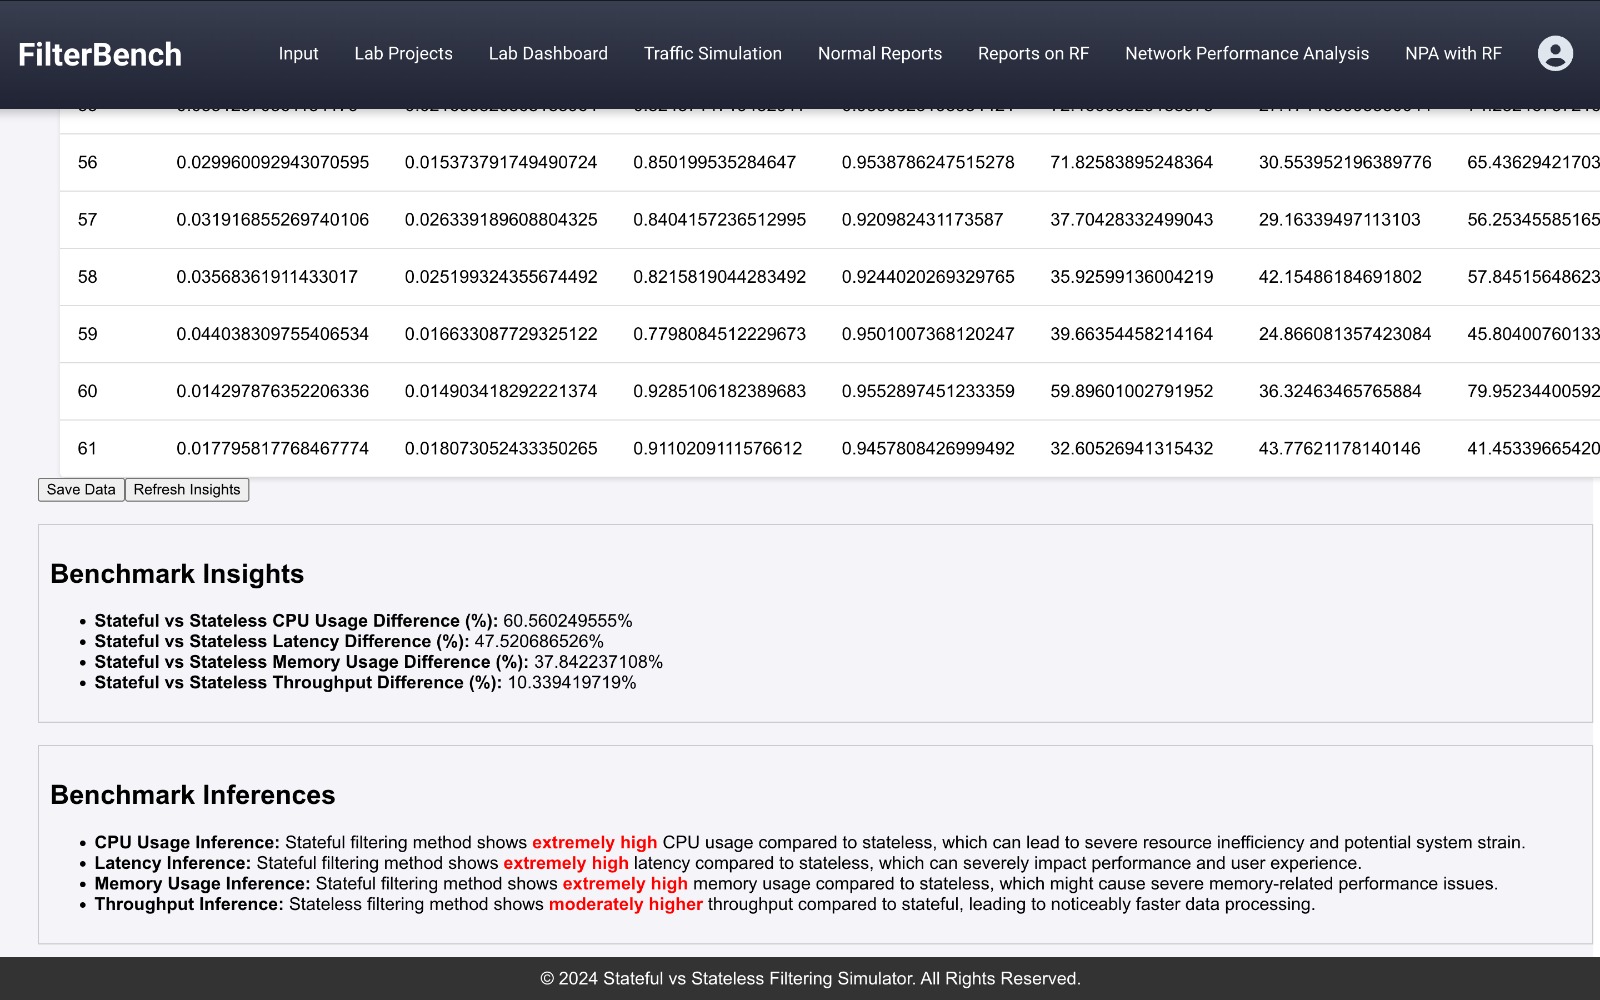 FilterBench Input Lab Projects Lab Dashboard Traffic Simulation Normal Reports Reports on RF Network Performance Analysis NPA with RF
56 0.029960092943070595 0.015373791749490724 0.850199535284647 0.9538786247515278 71.82583895248364 30.553952196389776 65.43629421703
57 0.031916855269740106 0.026339189608804325 0.8404157236512995 0.920982431173587 37.70428332499043 29.16339497113103 56.25345585165
58 0.03568361911433017 0.025199324355674492 0.8215819044283492 0.9244020269329765 35.92599136004219 42.15486184691802 57.84515648623
59 0.044038309755406534 0.016633087729325122 0.7798084512229673 0.9501007368120247 39.66354458214164 24.866081357423084 45.80400760133
60 0.014297876352206336 0.014903418292221374 0.9285106182389683 0.9552897451233359 59.89601002791952 36.32463465765884 79.95234400592
61 0.017795817768467774 0.018073052433350265 0.9110209111576612 0.9457808426999492 32.60526941315432 43.77621178140146 41.45339665420
Save Data Refresh Insights
Benchmark Insights
• Stateful vs Stateless CPU Usage Difference (%): 60.560249555%
• Stateful vs Stateless Latency Difference (%): 47.520686526%
• Stateful vs Stateless Memory Usage Difference (%): 37.842237108%
• Stateful vs Stateless Throughput Difference (%): 10.339419719%
Benchmark Inferences
• CPU Usage Inference: Stateful filtering method shows extremely high CPU usage compared to stateless, which can lead to severe resource inefficiency and potential system strain.
• Latency Inference: Stateful filtering method shows extremely high latency compared to stateless, which can severely impact performance and user experience.
• Memory Usage Inference: Stateful filtering method shows extremely high memory usage compared to stateless, which might cause severe memory-related performance issues.
• Throughput Inference: Stateless filtering method shows moderately higher throughput compared to stateful, leading to noticeably faster data processing.
© 2024 Stateful vs Stateless Filtering Simulator. All Rights Reserved.